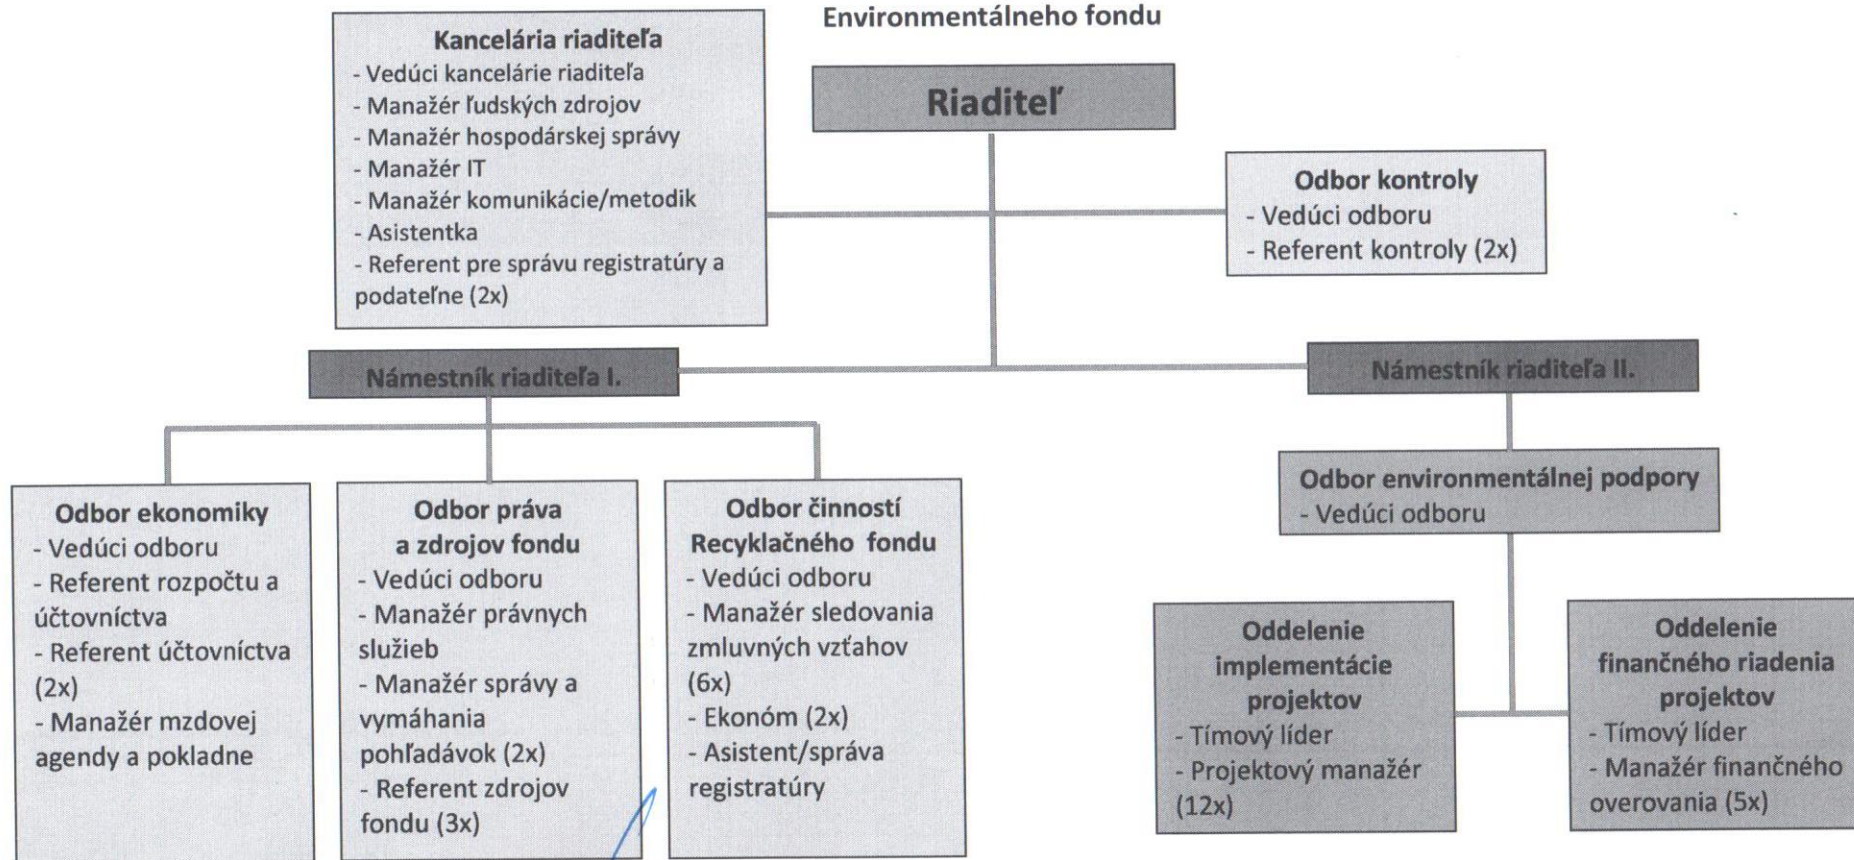 Environmentálneho fondu
Kancelária riaditeľa
- Vedúci kancelárie riaditeľa
- Manažér ľudských zdrojov
- Manažér hospodárskej správy
- Manažér IT
- Manažér komunikácie/metodik
- Asistentka
- Referent pre správu registratúry a
podateľne (2x)
Riaditeľ
Odbor kontroly
- Vedúci odboru
- Referent kontroly (2x)
Námestník riaditeľa I.
Námestník riaditeľa II.
Odbor ekonomiky
- Vedúci odboru
- Referent rozpočtu a
účtovníctva
- Referent účtovníctva
(2x)
- Manažér mzdovej
agendy a pokladne
Odbor práva
a zdrojov fondu
- Vedúci odboru
- Manažér právnych
služieb
- Manažér správy a
vymáhania
pohľadávok (2x)
- Referent zdrojov
fondu (3x)
Odbor činností
Recyklačného fondu
- Vedúci odboru
- Manažér sledovania
zmluvných vzťahov
(6x)
- Ekonóm (2x)
- Asistent/správa
registratúry
Odbor environmentálnej podpory
- Vedúci odboru
Oddelenie
implementácie
projektov
- Tímový líder
- Projektový manažér
(12x)
Oddelenie
finančného riadenia
projektov
- Tímový líder
- Manažér finančného
overovania (5x)